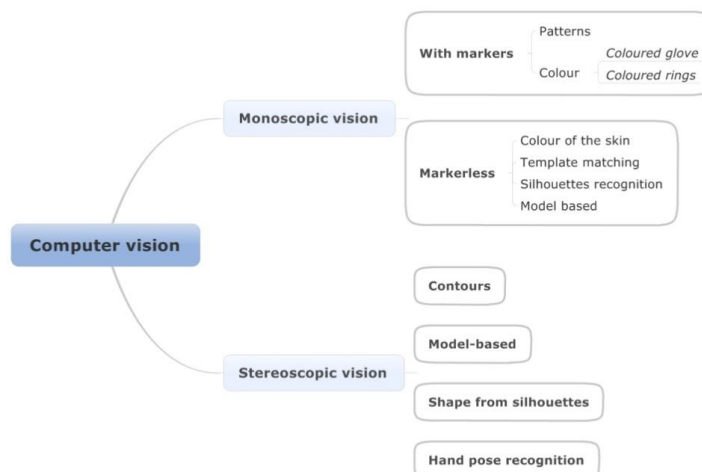 Computer vision
Monoscopic vision
With markers
Patterns
Colour
Coloured glove
Coloured rings
Markerless
Colour of the skin
Template matching
Silhouettes recognition
Model based
Stereoscopic vision
Contours
Model-based
Shape from silhouettes
Hand pose recognition